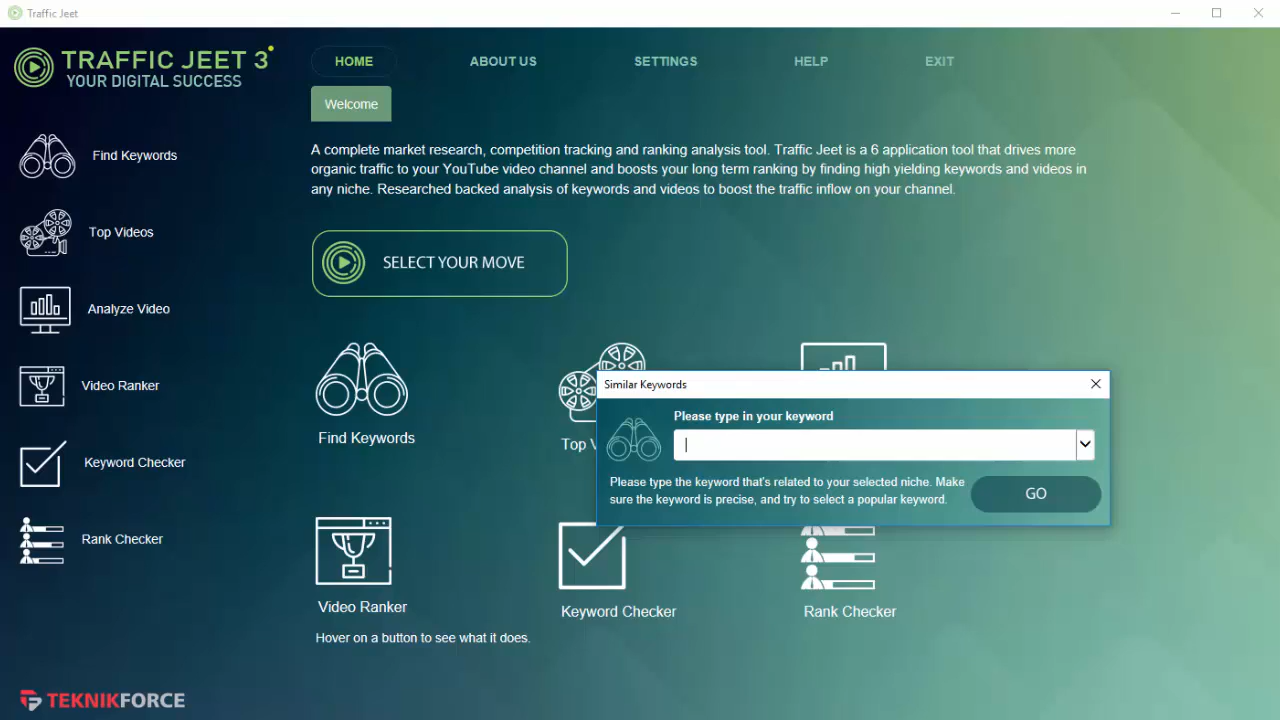 Traffic Jeet
TRAFFIC JEET 3
YOUR DIGITAL SUCCESS
HOME
ABOUT US
SETTINGS
HELP
EXIT
Welcome
A complete market research, competition tracking and ranking analysis tool. Traffic Jeet is a 6 application tool that drives more
organic traffic to your YouTube video channel and boosts your long term ranking by finding high yielding keywords and videos in
any niche. Researched backed analysis of keywords and videos to boost the traffic inflow on your channel.
Find Keywords
Top Videos
Analyze Video
Video Ranker
Keyword Checker
Rank Checker
SELECT YOUR MOVE
Find Keywords
Top V
Similar Keywords
Please type in your keyword
Please type the keyword that's related to your selected niche. Make
sure the keyword is precise, and try to select a popular keyword.
GO
Video Ranker
Keyword Checker
Rank Checker
Hover on a button to see what it does.
TEKNIKFORCE